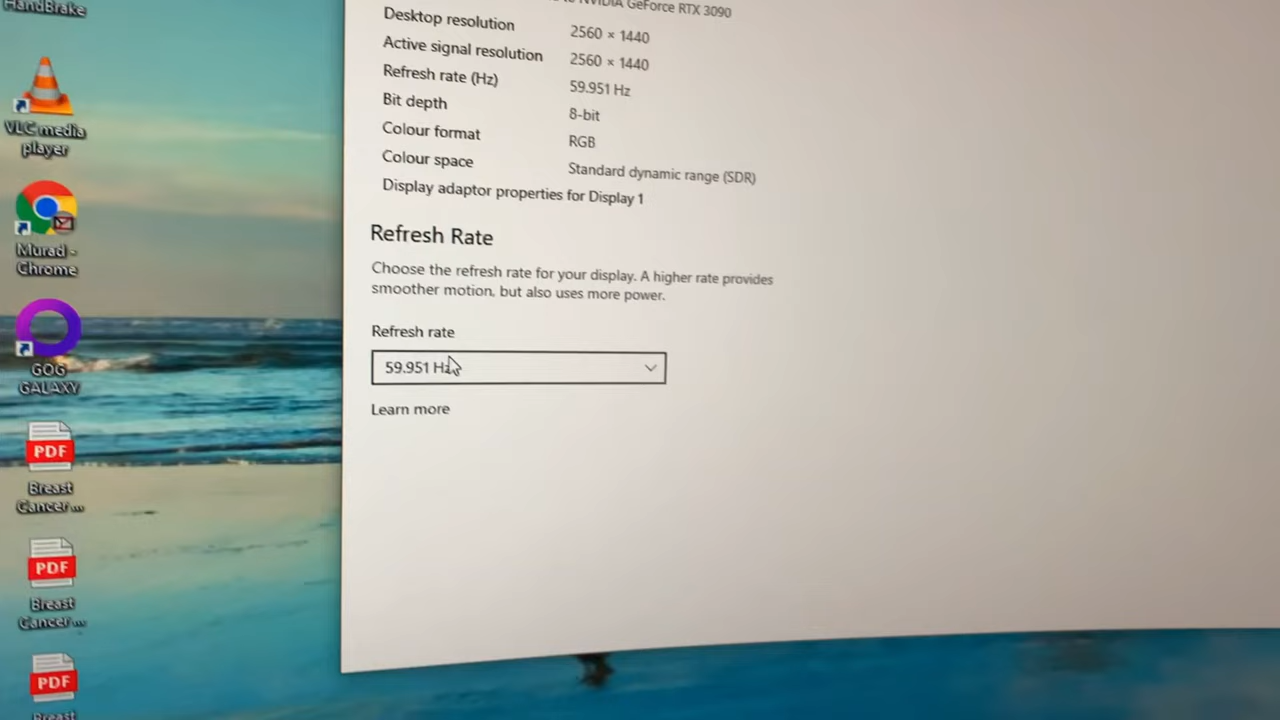 HandBrake
VLC media
player
Murad -
Chrome
GOG
GALAXY
PDF
Breast
Cancer ...
PDF
Breast
Cancer ...
PDF
Breast
NVIDIA GeForce RTX 3090
Desktop resolution 2560 × 1440
Active signal resolution 2560 × 1440
Refresh rate (Hz) 59.951 Hz
Bit depth 8-bit
Colour format RGB
Colour space Standard dynamic range (SDR)
Display adaptor properties for Display 1
Refresh Rate
Choose the refresh rate for your display. A higher rate provides
smoother motion, but also uses more power.
Refresh rate
59.951 Hz
Learn more